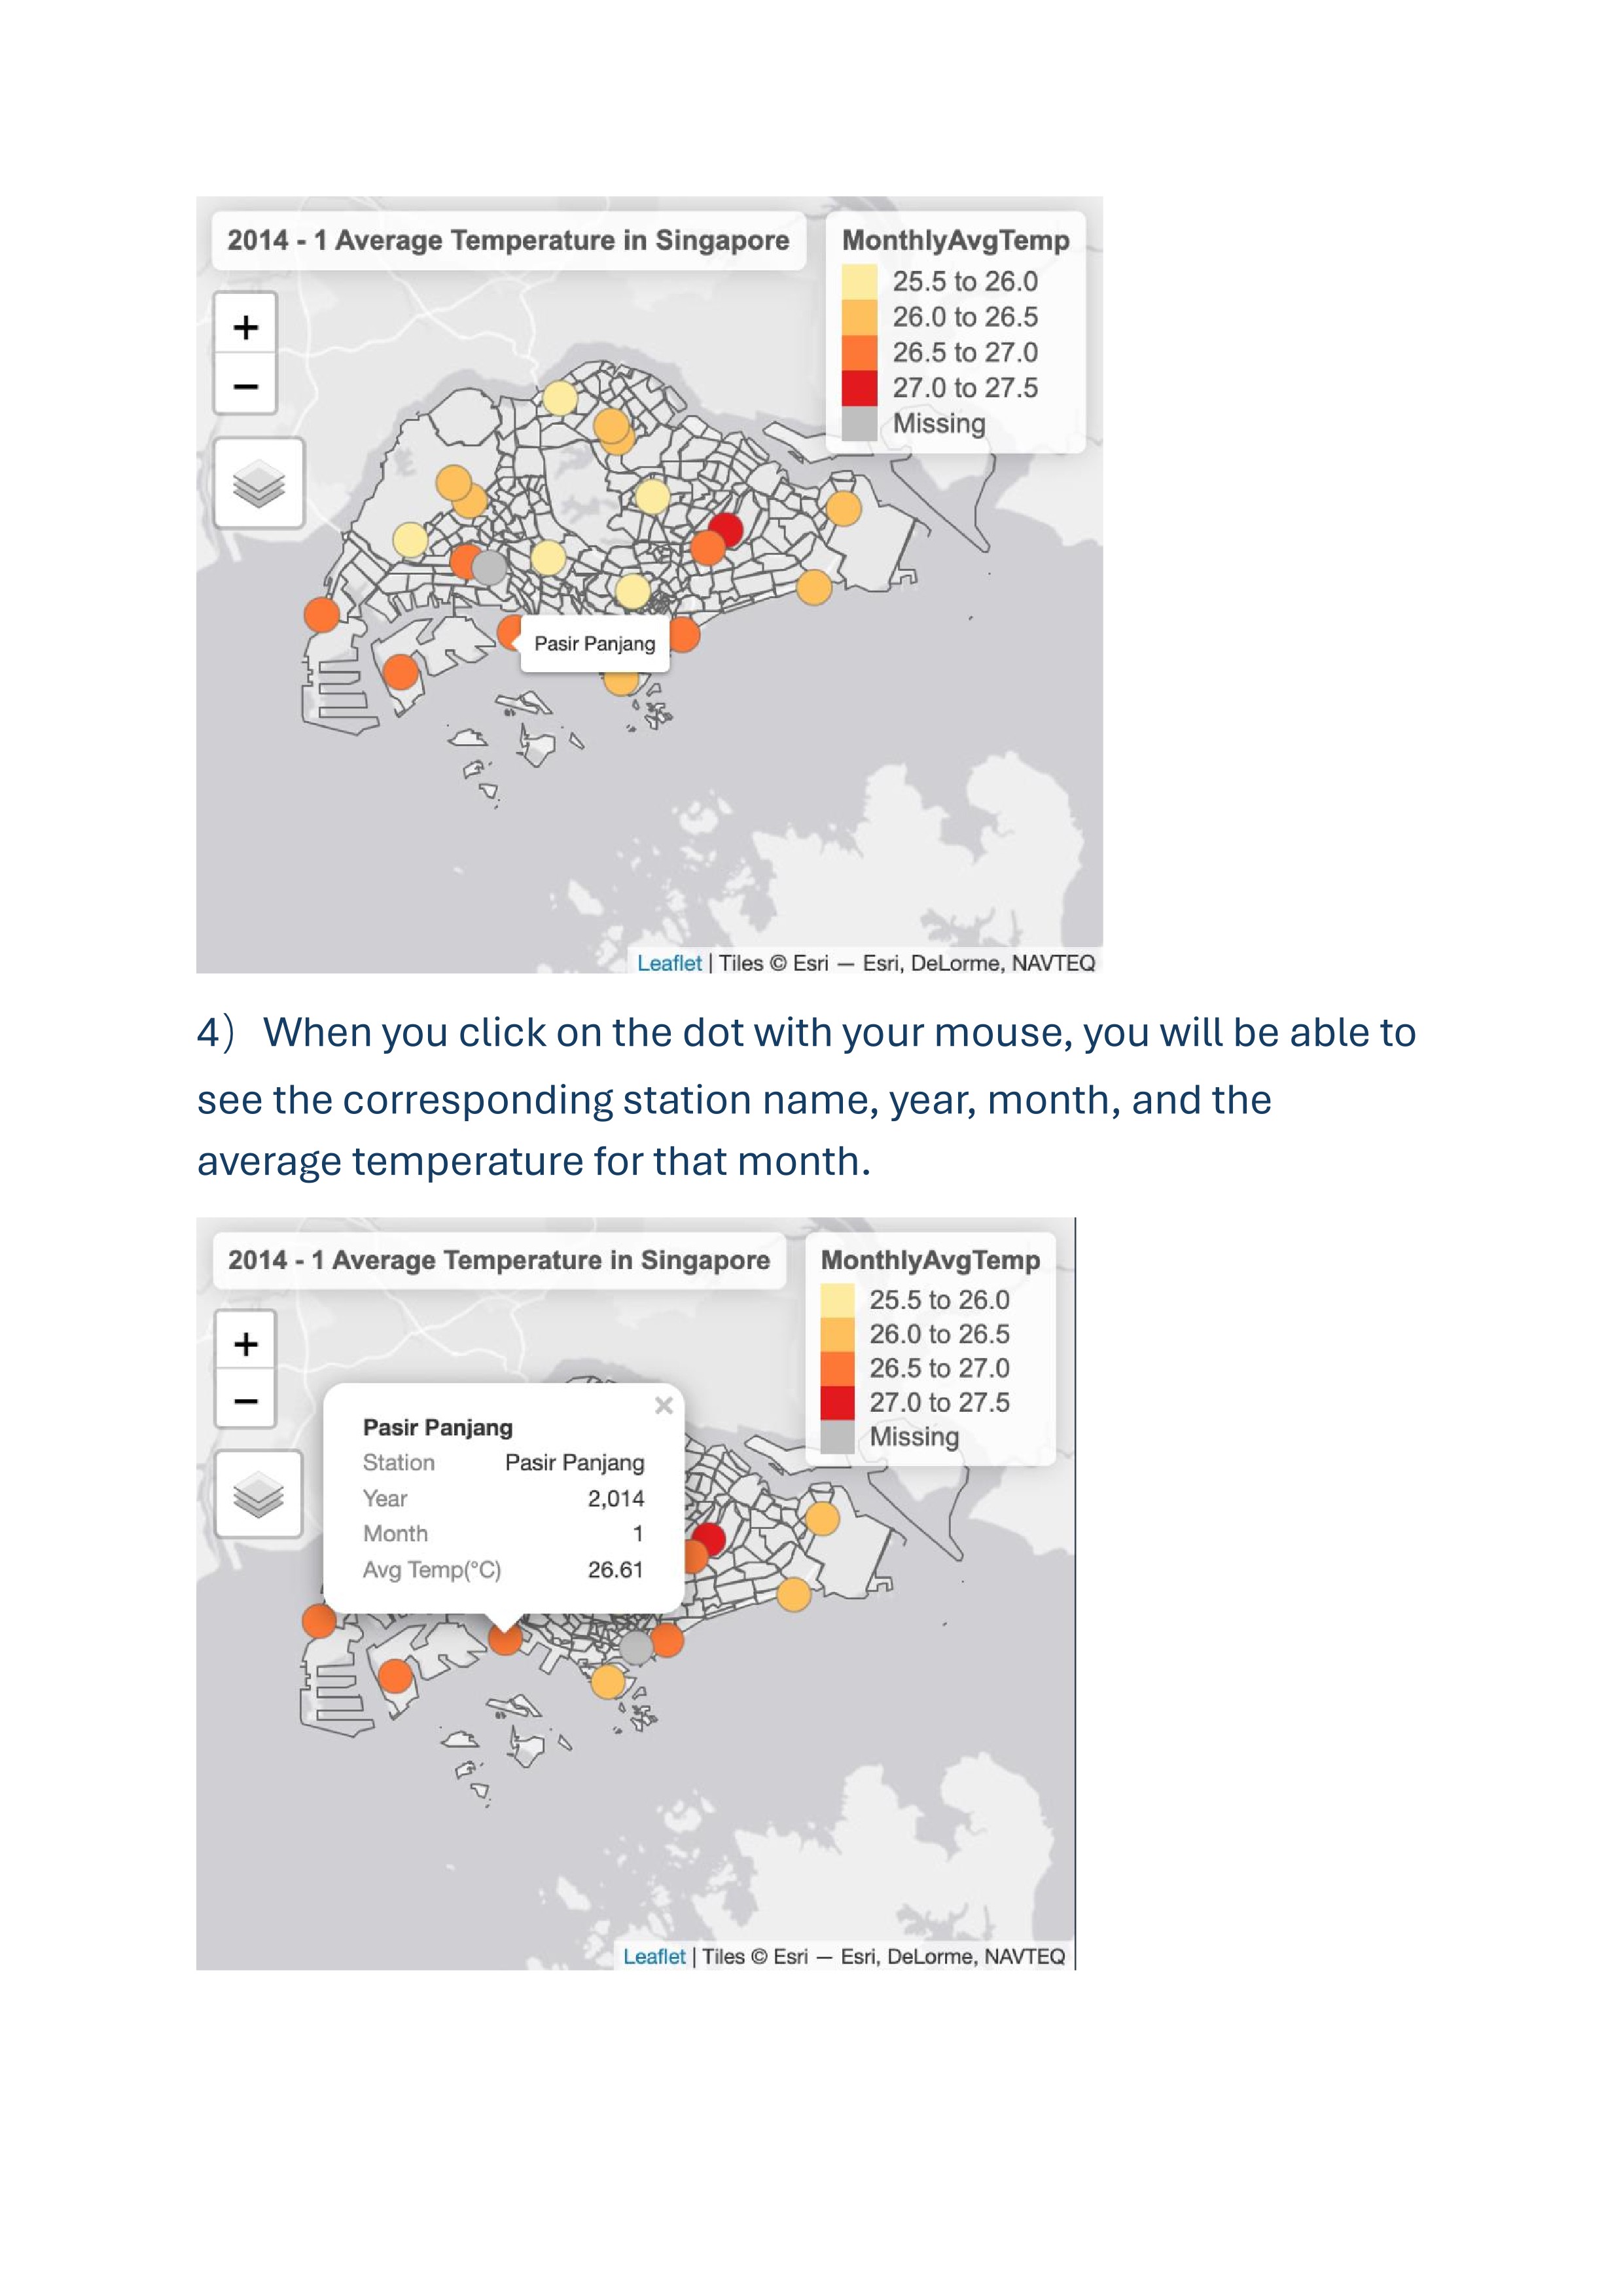 2014 - 1 Average Temperature in Singapore
MonthlyAvgTemp
25.5 to 26.0
26.0 to 26.5
26.5 to 27.0
27.0 to 27.5
Missing
+
−
Pasir Panjang
Leaflet | Tiles © Esri — Esri, DeLorme, NAVTEQ
4) When you click on the dot with your mouse, you will be able to
see the corresponding station name, year, month, and the
average temperature for that month.
2014 - 1 Average Temperature in Singapore
MonthlyAvgTemp
25.5 to 26.0
26.0 to 26.5
26.5 to 27.0
27.0 to 27.5
Missing
+
−
×
Pasir Panjang
Station Pasir Panjang
Year 2,014
Month 1
Avg Temp(°C) 26.61
Leaflet | Tiles © Esri — Esri, DeLorme, NAVTEQ